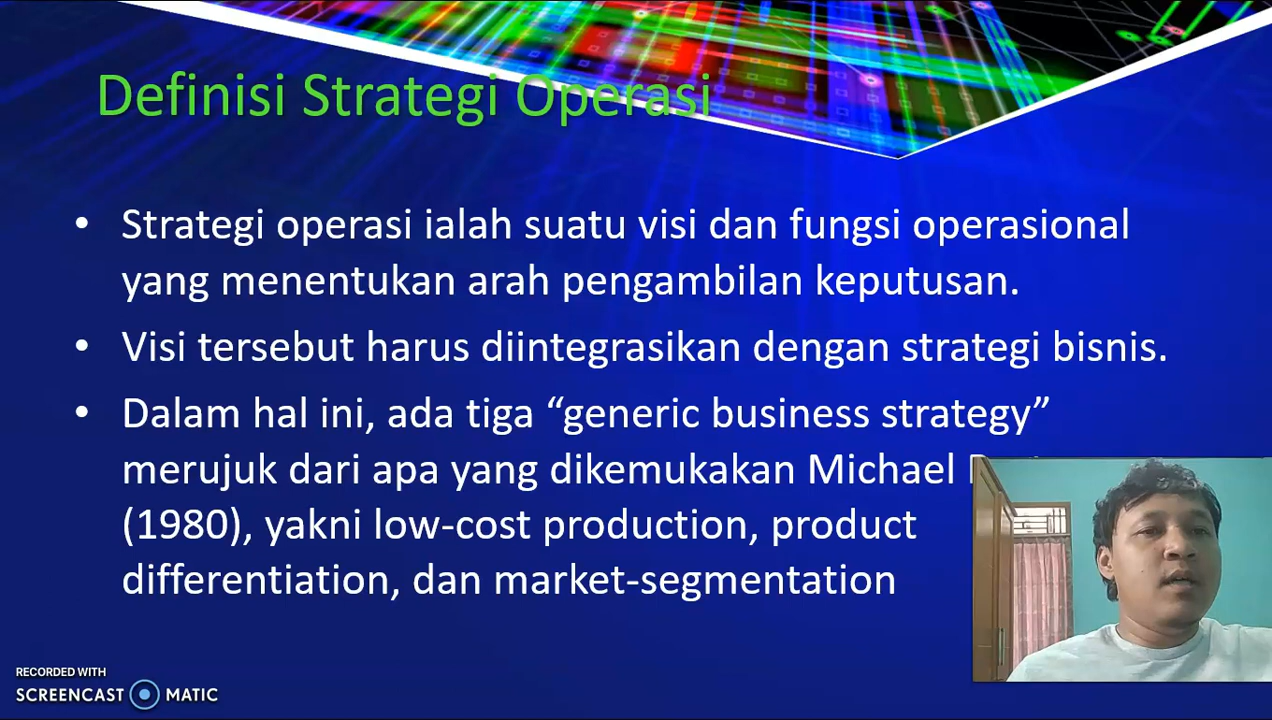 Definisi Strategi Operasi
• Strategi operasi ialah suatu visi dan fungsi operasional
yang menentukan arah pengambilan keputusan.
• Visi tersebut harus diintegrasikan dengan strategi bisnis.
• Dalam hal ini, ada tiga “generic business strategy”
merujuk dari apa yang dikemukakan Michael
(1980), yakni low-cost production, product
differentiation, dan market-segmentation
RECORDED WITH
SCREENCAST MATIC